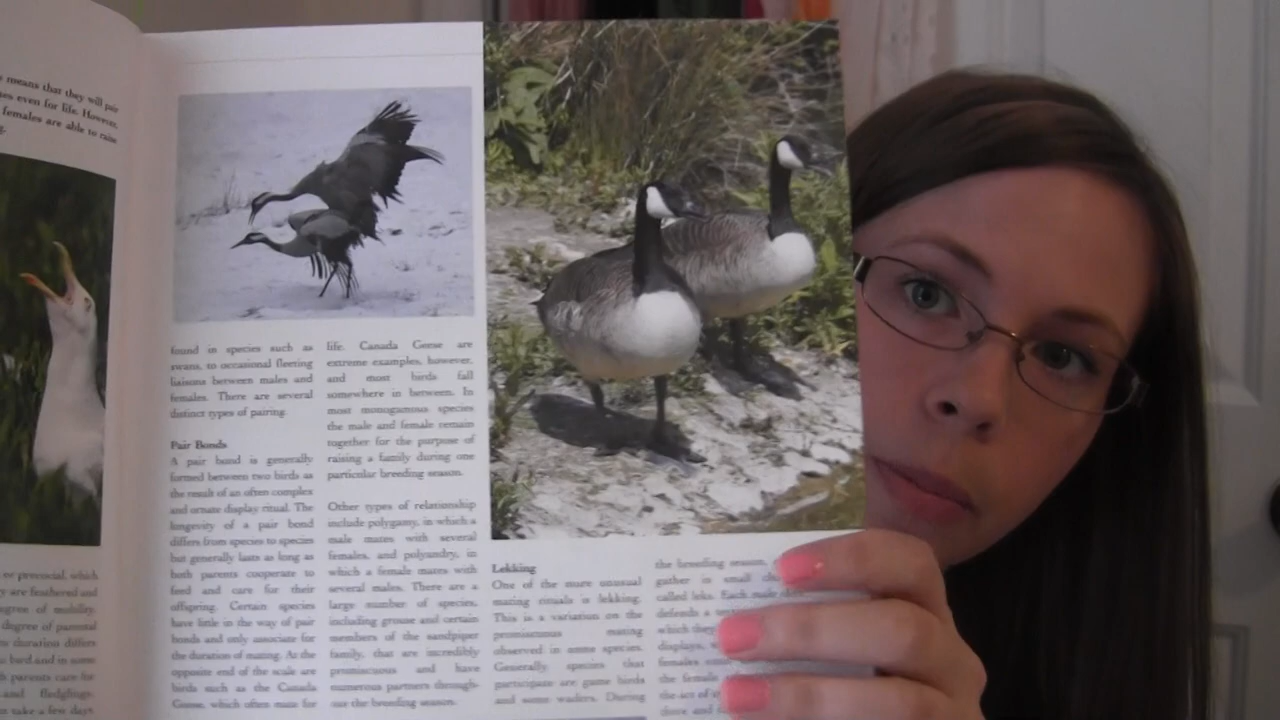 means that they will pair
even for life. However,
females are able to raise
or precocial, which
y are feathered and
degree of mobility.
degree of parental
duration differs
bird and in some
parents care for
and fledglings.
take a few days.
found in species such as
swans, to occasional fleeting
liaisons between males and
females. There are several
distinct types of pairing.
Pair Bonds
A pair bond is generally
formed between two birds as
the result of an often complex
and ornate display ritual. The
longevity of a pair bond
differs from species to species
but generally lasts as long as
both parents cooperate to
feed and care for their
offspring. Certain species
have little in the way of pair
bonds and only associate for
the duration of mating. At the
opposite end of the scale are
birds such as the Canada
Goose, which often mate for
life. Canada Geese are
extreme examples, however,
and most birds fall
somewhere in between. In
most monogamous species
the male and female remain
together for the purpose of
raising a family during one
particular breeding season.
Other types of relationship
include polygamy, in which a
male mates with several
females, and polyandry, in
which a female mates with
several males. There are a
large number of species,
including grouse and certain
members of the sandpiper
family, that are incredibly
promiscuous and have
numerous partners through-
out the breeding season.
Lekking
One of the more unusual
mating rituals is lekking.
This is a variation on the
promiscuous mating
observed in some species.
Generally species that
participate are game birds
and some waders. During
the breeding season,
gather in small
called leks. Each male
defends a
which they
displays.
females
the female
the act of